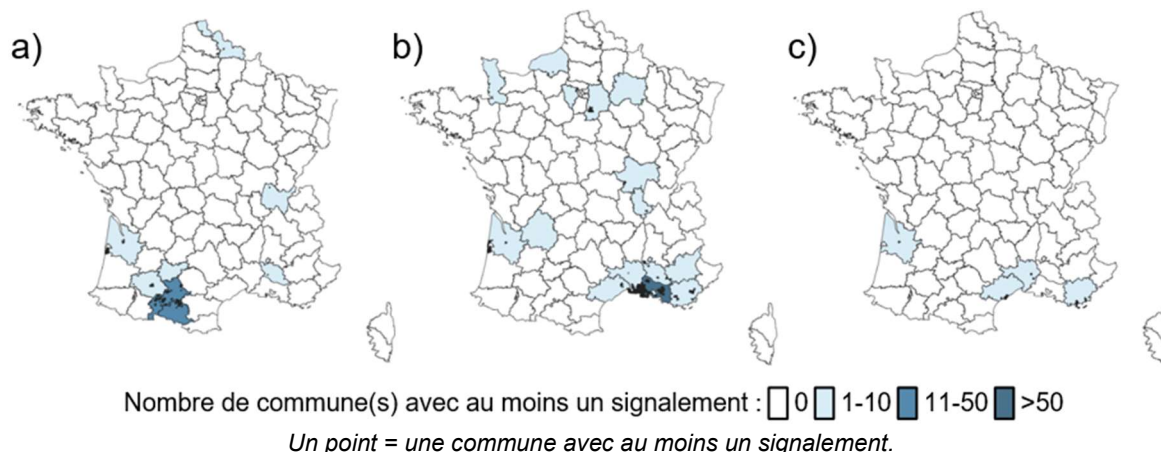 a)
b)
c)
Nombre de commune(s) avec au moins un signalement : 0 1-10 11-50 >50
Un point = une commune avec au moins un signalement.